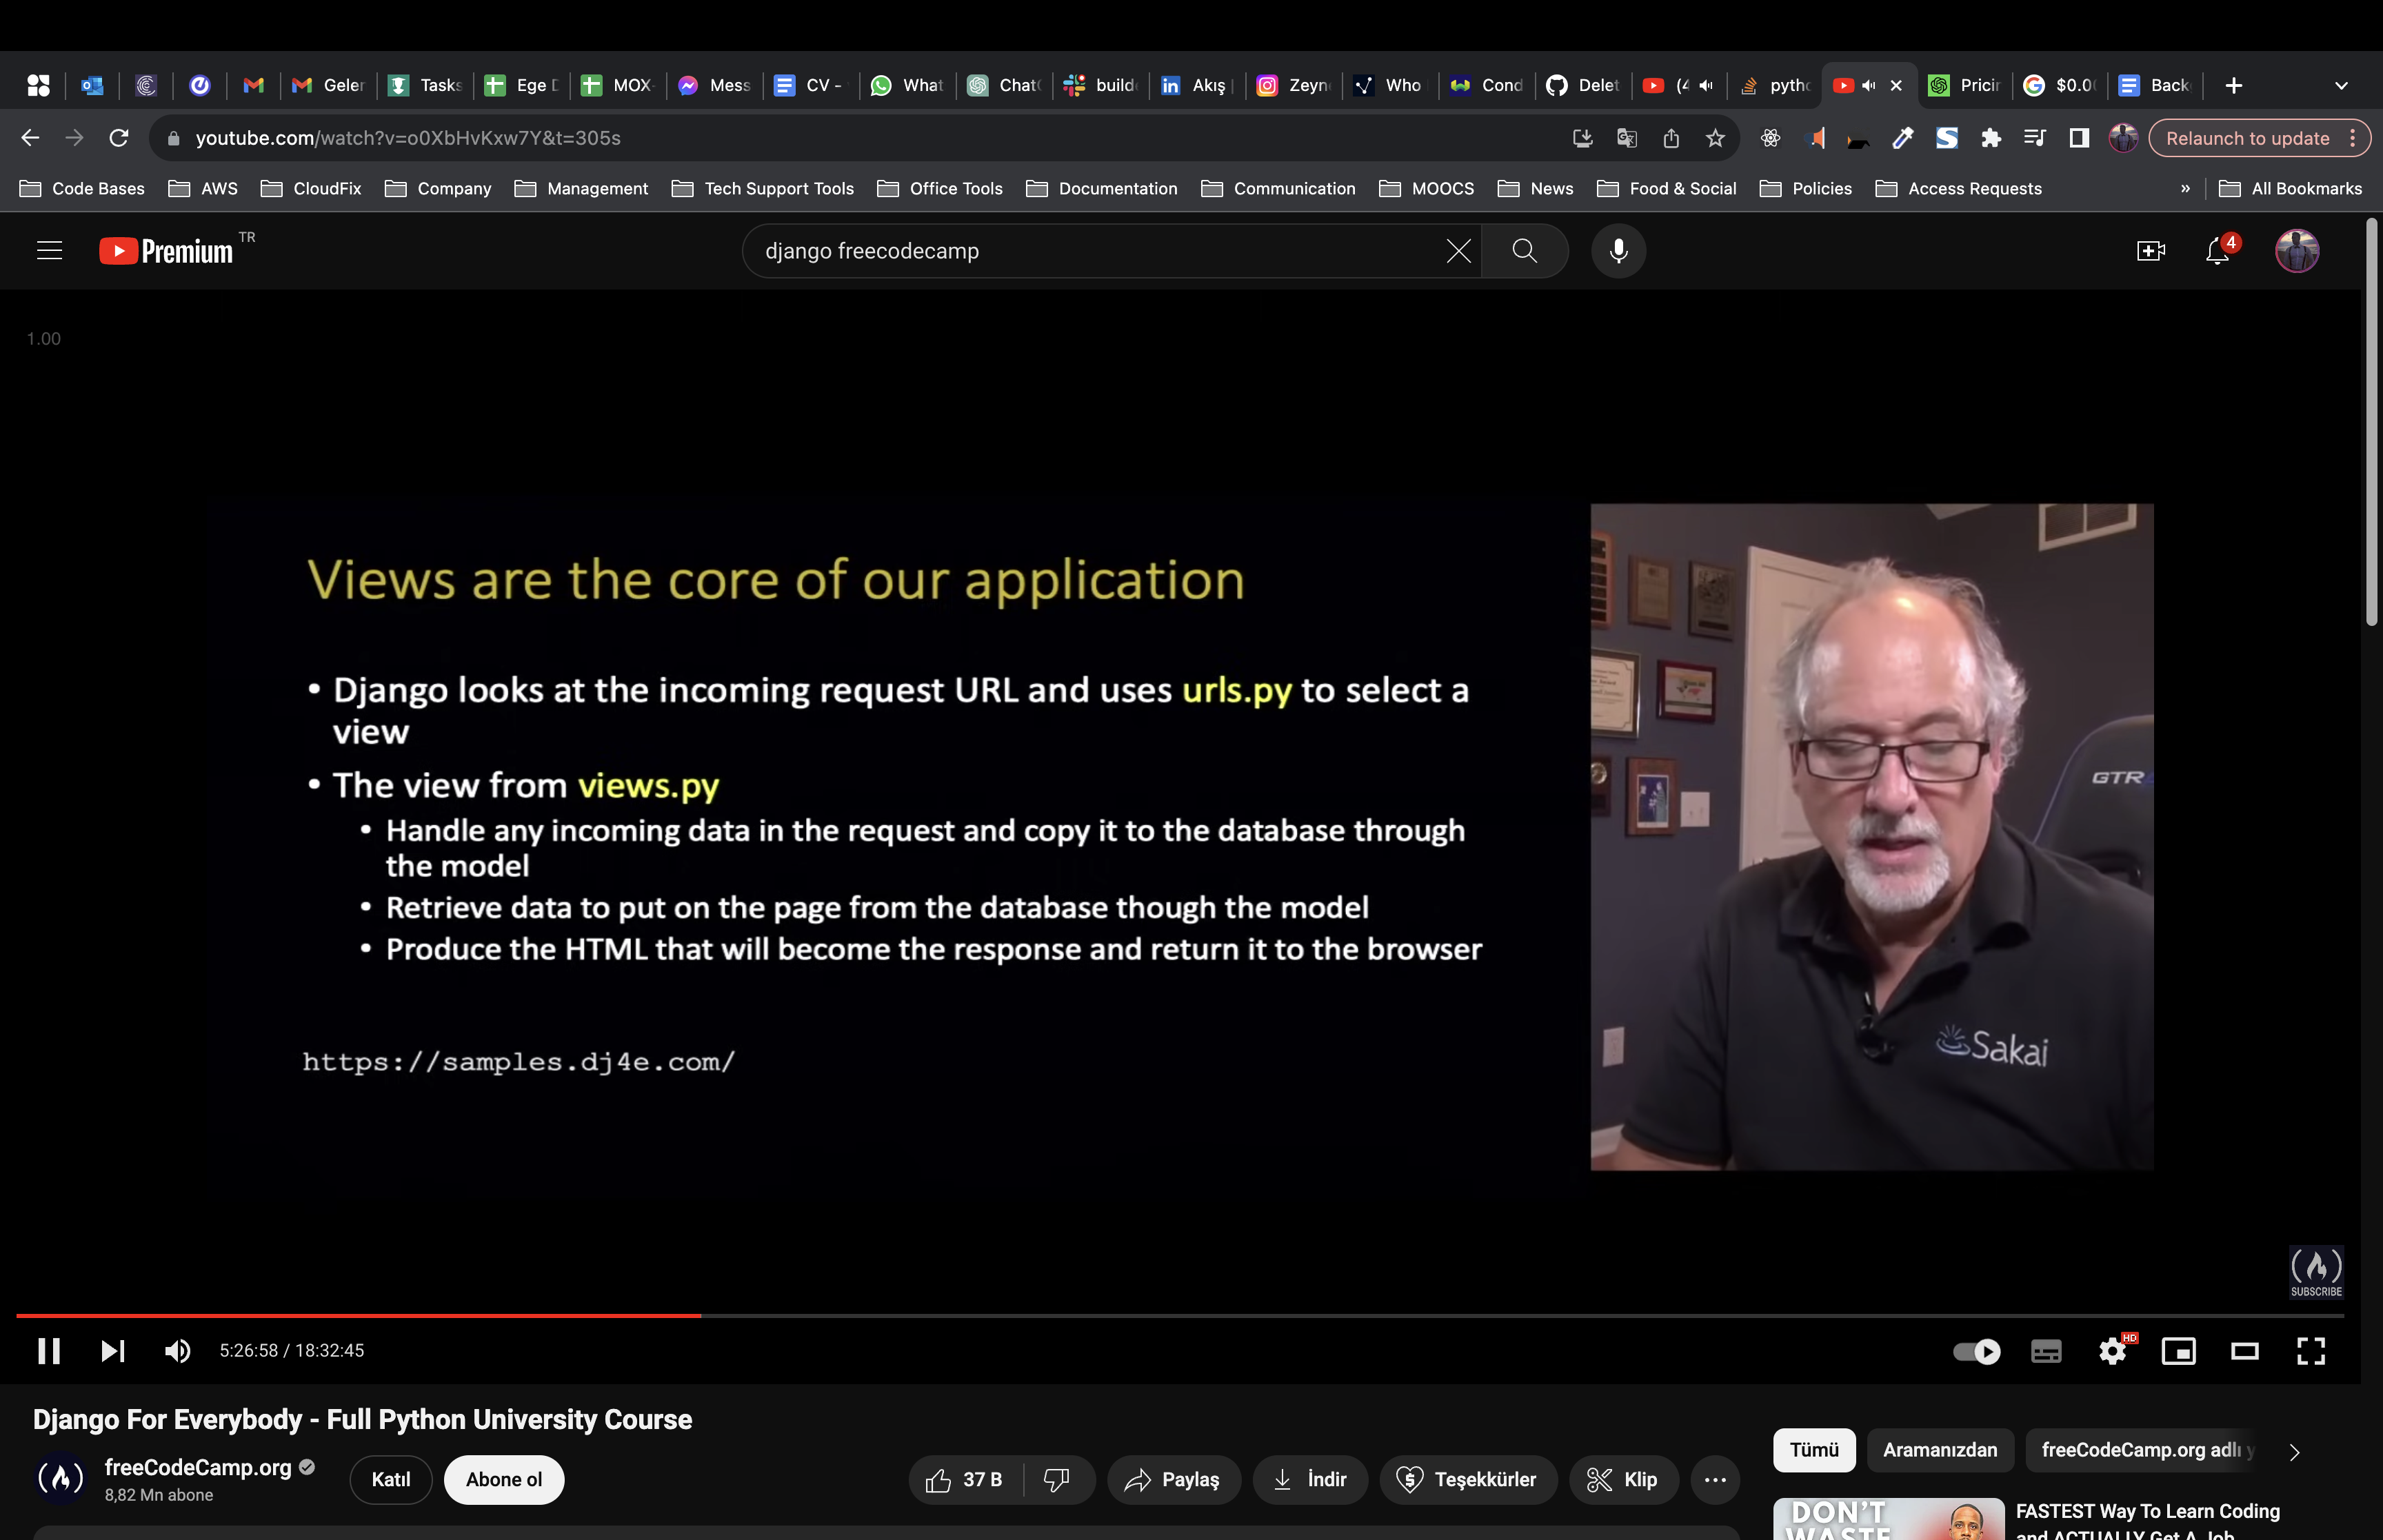 Geler
Tasks
Ege D
MOX-
Mess
CV -
What
Chat
build
Akış
Zeyn
Who
Cond
Delet
(4
pytho
Pricin
$0.0
Back
youtube.com/watch?v=o0XbHvKxw7Y&t=305s
Relaunch to update
Code Bases
AWS
CloudFix
Company
Management
Tech Support Tools
Office Tools
Documentation
Communication
MOOCS
News
Food & Social
Policies
Access Requests
»
All Bookmarks
Premium TR
django freecodecamp
4
1.00
Views are the core of our application
• Django looks at the incoming request URL and uses urls.py to select a
view
• The view from views.py
• Handle any incoming data in the request and copy it to the database through
the model
• Retrieve data to put on the page from the database though the model
• Produce the HTML that will become the response and return it to the browser
https://samples.dj4e.com/
GTR
Sakai
SUBSCRIBE
5:26:58 / 18:32:45
HD
Django For Everybody - Full Python University Course
freeCodeCamp.org
8,82 Mn abone
Katıl
Abone ol
37 B
Paylaş
İndir
Teşekkürler
Klip
Tümü
Aramanızdan
freeCodeCamp.org adlı y
DON'T
WASTE
FASTEST Way To Learn Coding
and ACTUALLY Get A Job